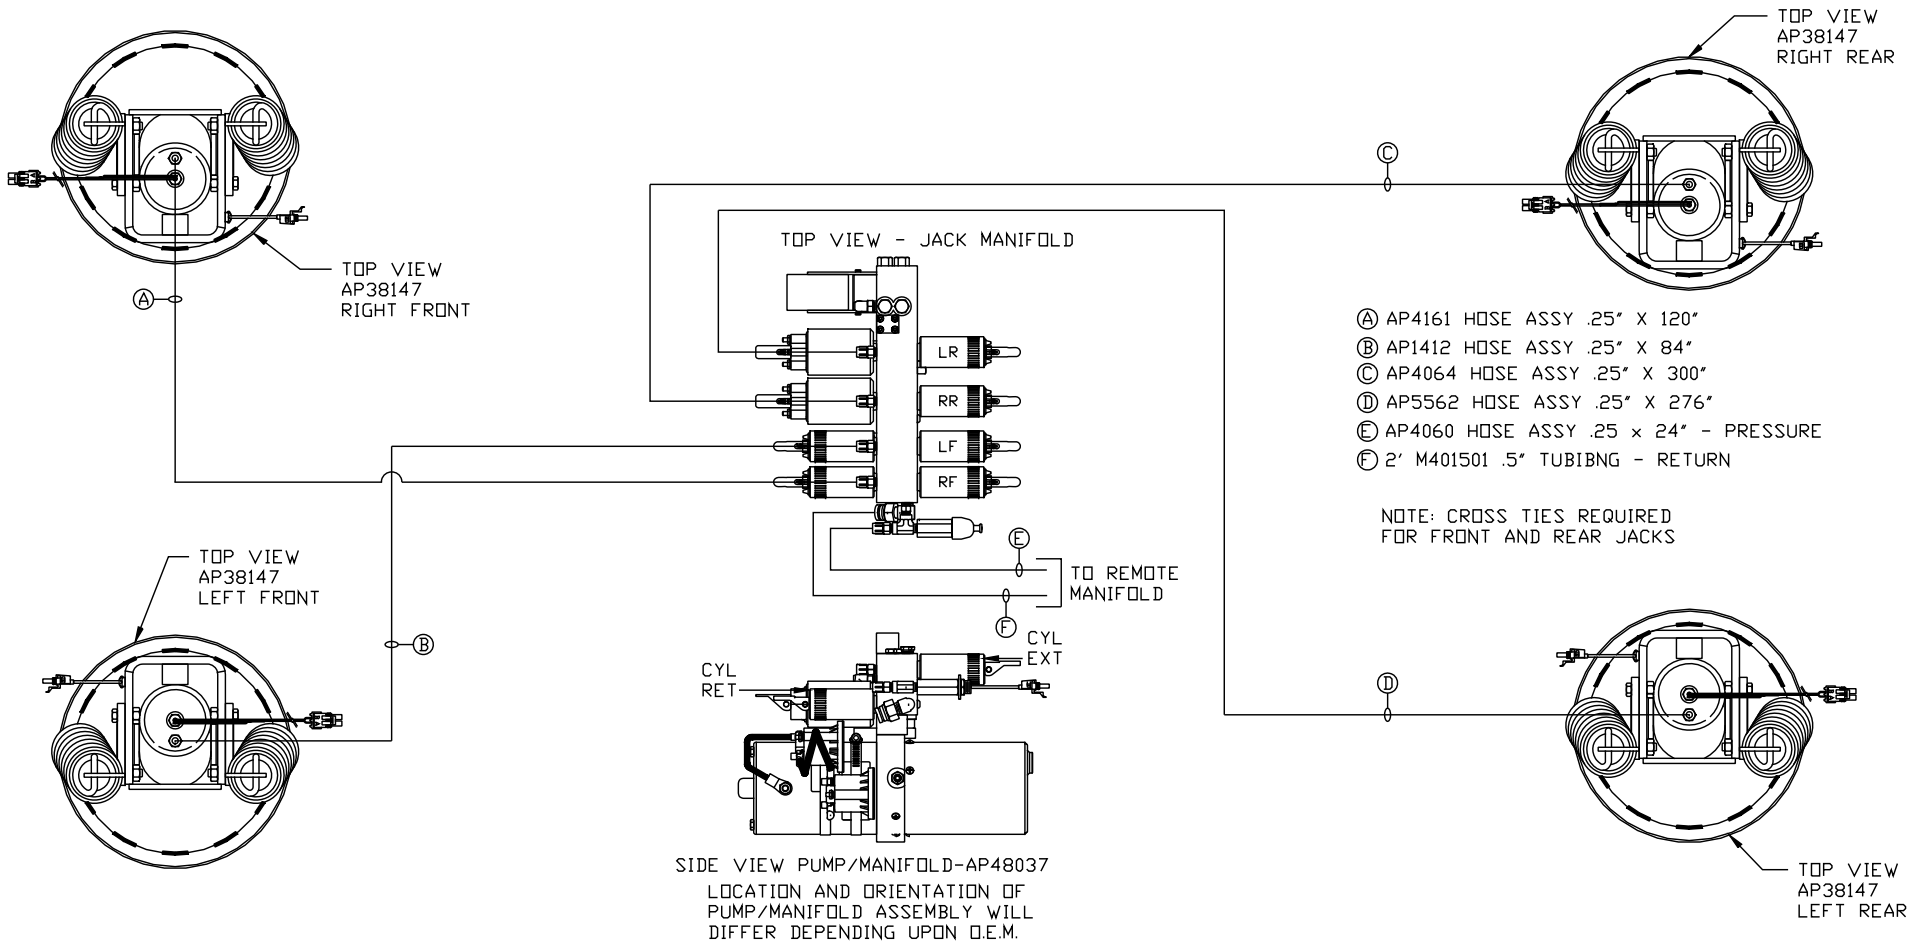 TOP VIEW
AP38147
RIGHT REAR
C
TOP VIEW - JACK MANIFOLD
TOP VIEW
AP38147
RIGHT FRONT
A
A AP4161 HOSE ASSY .25" X 120"
B AP1412 HOSE ASSY .25" X 84"
C AP4064 HOSE ASSY .25" X 300"
D AP5562 HOSE ASSY .25" X 276"
E AP4060 HOSE ASSY .25 x 24" - PRESSURE
F 2' M401501 .5" TUBIBNG - RETURN
LR
RR
LF
RF
NOTE: CROSS TIES REQUIRED
FOR FRONT AND REAR JACKS
E
TO REMOTE
MANIFOLD
F
TOP VIEW
AP38147
LEFT FRONT
B
CYL
EXT
CYL
RET
D
SIDE VIEW PUMP/MANIFOLD-AP48037
LOCATION AND ORIENTATION OF
PUMP/MANIFOLD ASSEMBLY WILL
DIFFER DEPENDING UPON O.E.M.
TOP VIEW
AP38147
LEFT REAR